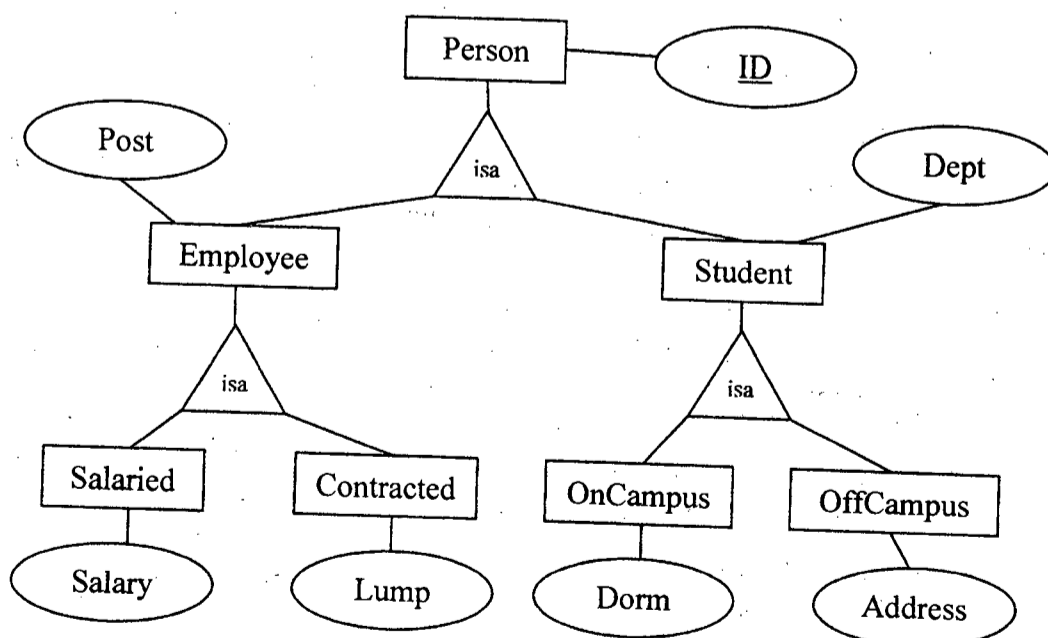 Person
ID
Post
isa
Dept
Employee
Student
isa
isa
Salaried
Contracted
OnCampus
OffCampus
Salary
Lump
Dorm
Address